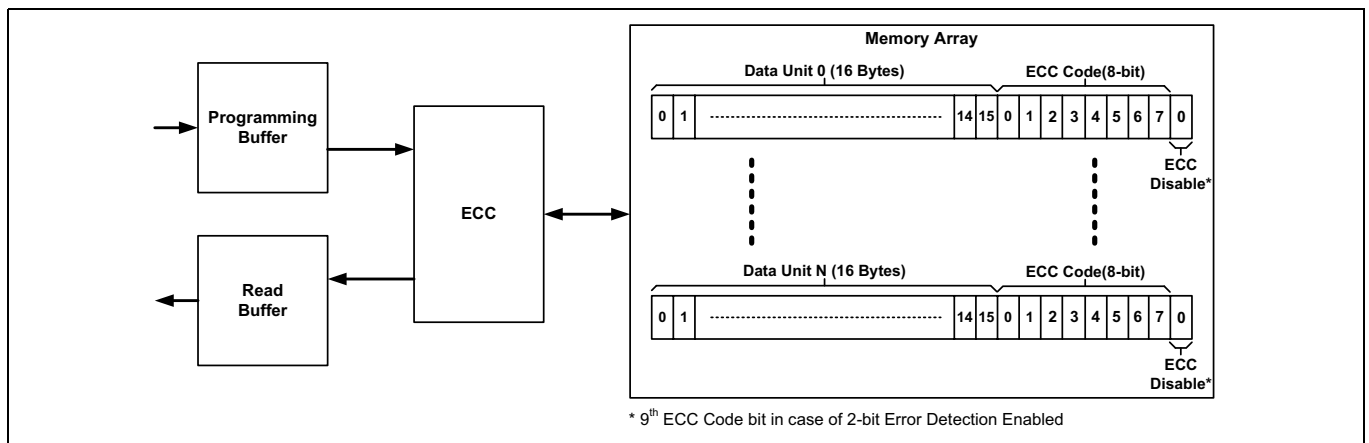 Memory Array
Data Unit 0 (16 Bytes) ECC Code(8-bit)
0 1 14 15 0 1 2 3 4 5 6 7 0
ECC
Disable*
Programming
Buffer
ECC
Read
Buffer
Data Unit N (16 Bytes) ECC Code(8-bit)
0 1 14 15 0 1 2 3 4 5 6 7 0
ECC
Disable*
* 9th ECC Code bit in case of 2-bit Error Detection Enabled